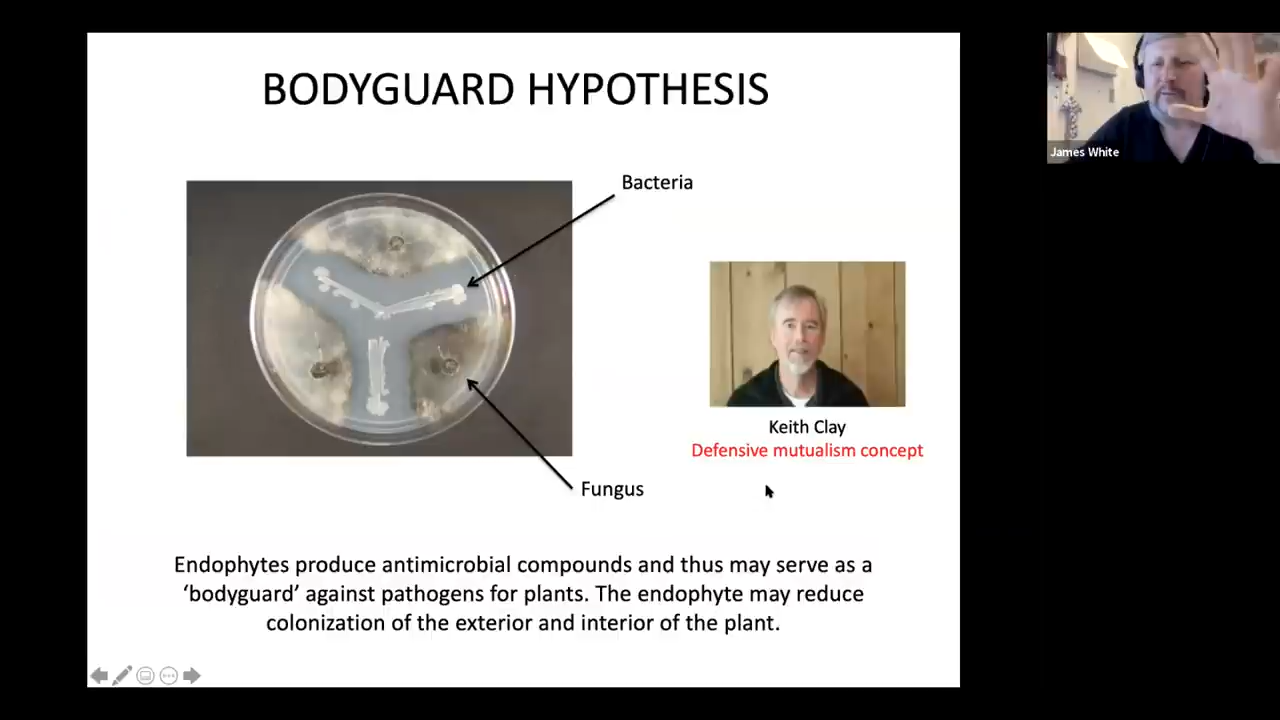 BODYGUARD HYPOTHESIS
James White
Bacteria
Keith Clay
Defensive mutualism concept
Fungus
Endophytes produce antimicrobial compounds and thus may serve as a
‘bodyguard’ against pathogens for plants. The endophyte may reduce
colonization of the exterior and interior of the plant.